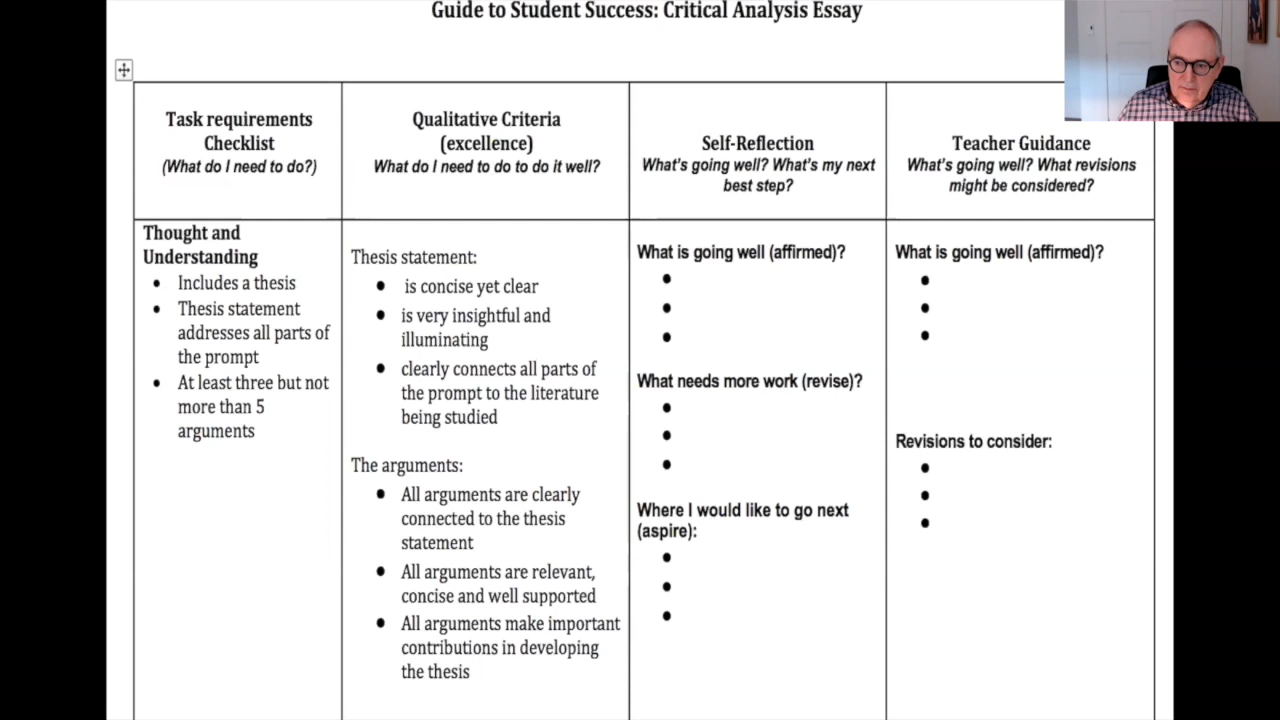 Guide to Student Success: Critical Analysis Essay
Task requirements
Checklist
(What do I need to do?)
Qualitative Criteria
(excellence)
What do I need to do to do it well?
Self-Reflection
What's going well? What's my next
best step?
Teacher Guidance
What's going well? What revisions
might be considered?
Thought and
Understanding
• Includes a thesis
• Thesis statement
addresses all parts of
the prompt
• At least three but not
more than 5
arguments
Thesis statement:
• is concise yet clear
• is very insightful and
illuminating
• clearly connects all parts of
the prompt to the literature
being studied
The arguments:
• All arguments are clearly
connected to the thesis
statement
• All arguments are relevant,
concise and well supported
• All arguments make important
contributions in developing
the thesis
What is going well (affirmed)?
•
•
•
What needs more work (revise)?
•
•
•
Where I would like to go next
(aspire):
•
•
•
What is going well (affirmed)?
•
•
•
Revisions to consider:
•
•
•